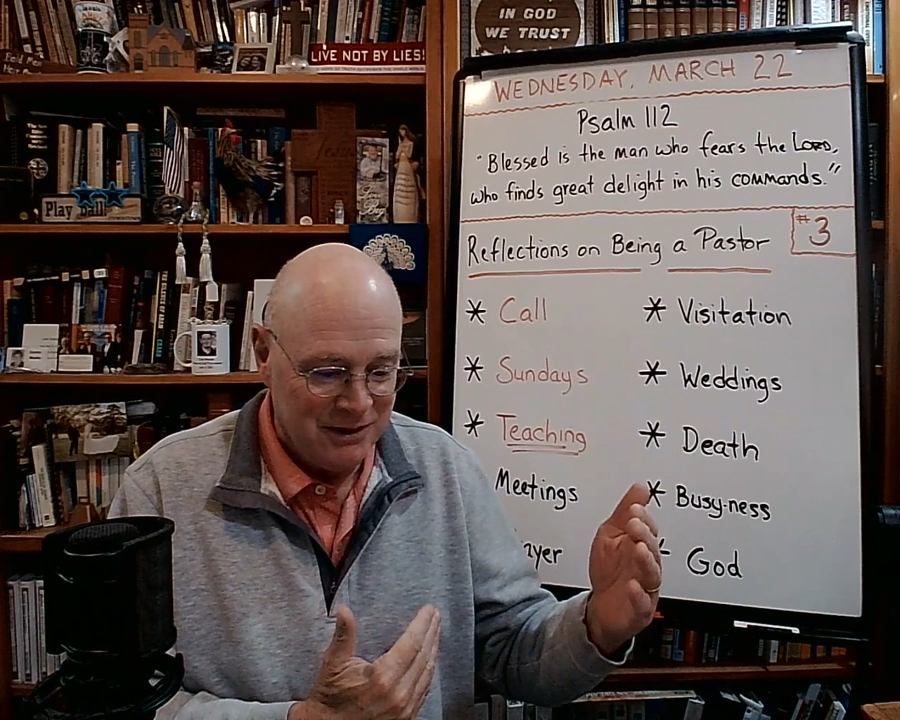 IN GOD
WE TRUST
LIVE NOT BY LIES!
Play ball!
WEDNESDAY, MARCH 22
Psalm 112
"Blessed is the man who fears the LORD,
who finds great delight in his commands."
Reflections on Being a Pastor
#3
* Call
* Visitation
* Sundays
* Weddings
* Teaching
* Death
Meetings
* Busy-ness
ayer
* God